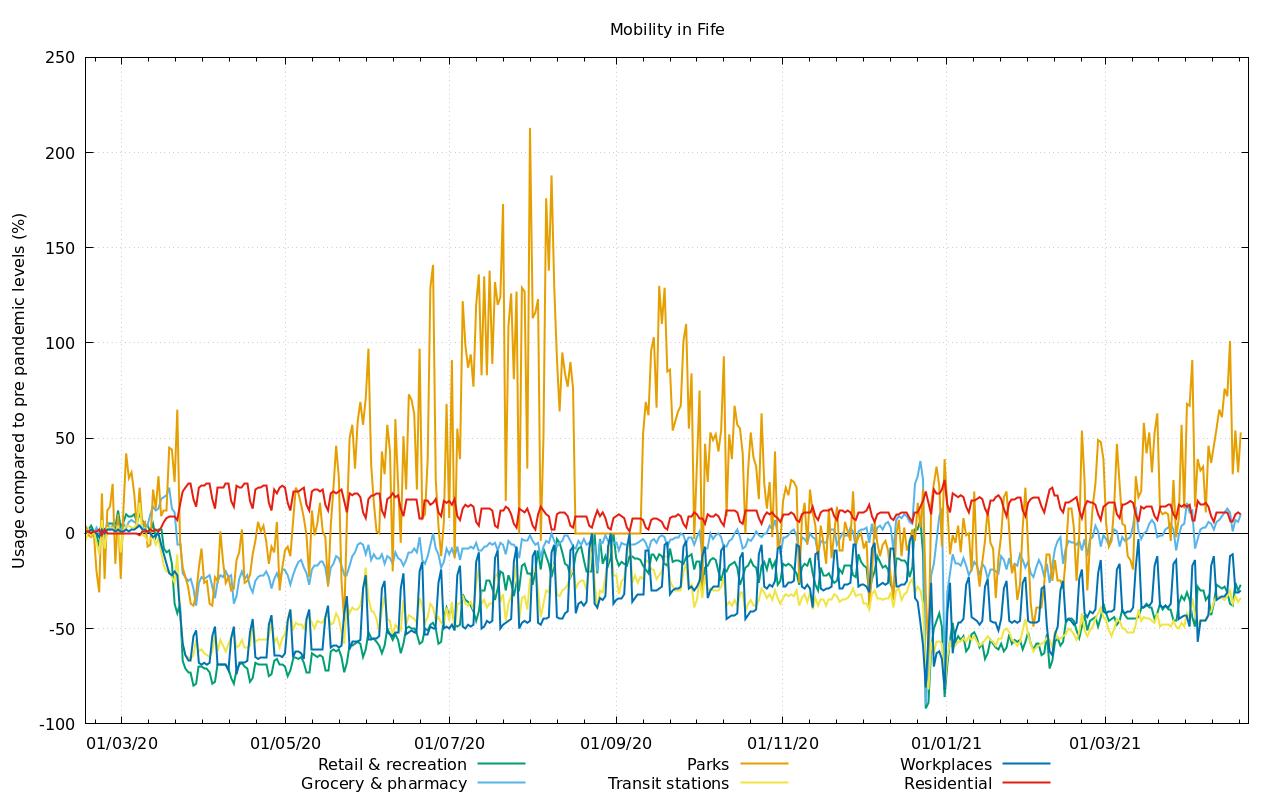 Mobility in Fife
Usage compared to pre pandemic levels (%)
250
200
150
100
50
0
-50
-100
01/03/20 01/05/20 01/07/20 01/09/20 01/11/20 01/01/21 01/03/21
Retail & recreation Parks Workplaces
Grocery & pharmacy Transit stations Residential